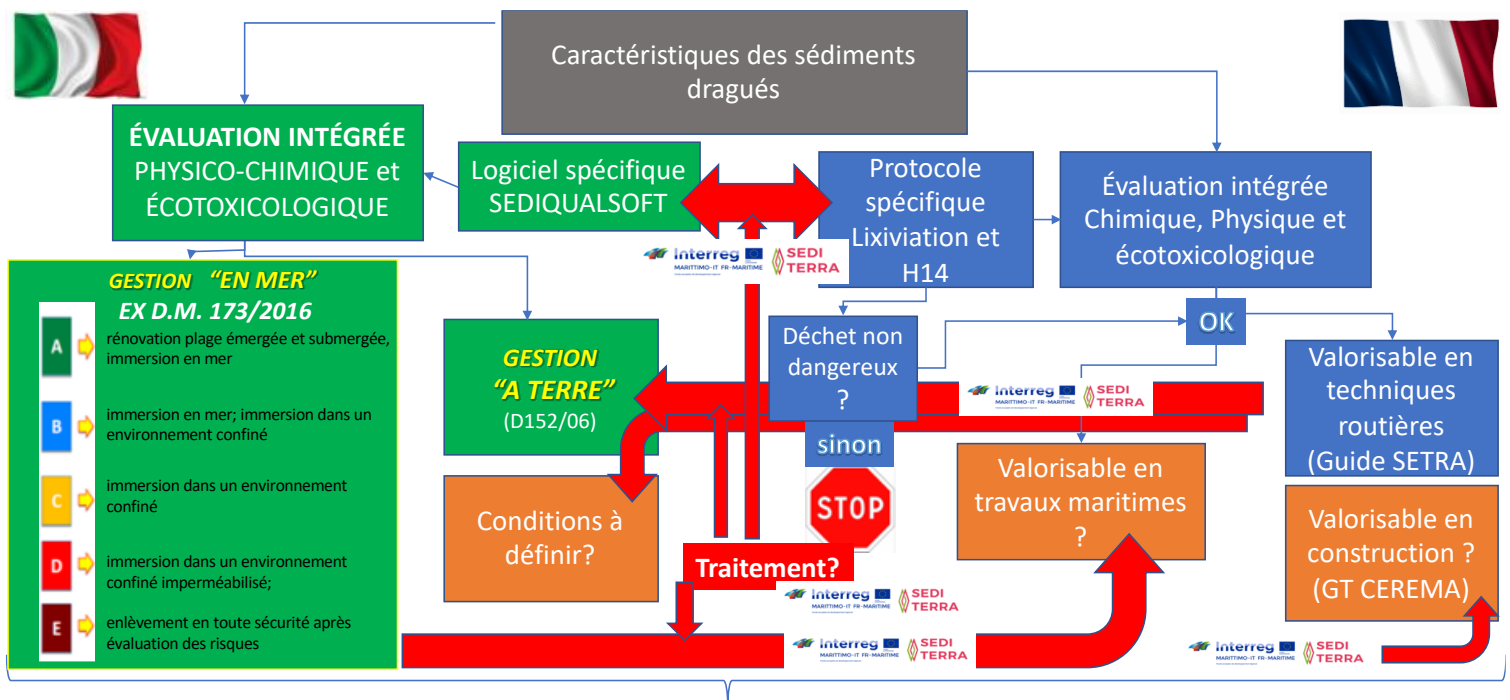 Caractéristiques des sédiments
dragués
ÉVALUATION INTÉGRÉE
PHYSICO-CHIMIQUE et
ÉCOTOXICOLOGIQUE
Logiciel spécifique
SEDIQUALSOFT
Protocole
spécifique
Lixiviation et
H14
Évaluation intégrée
Chimique, Physique et
écotoxicologique
Interreg
MARITTIMO-IT FR-MARITIME
SEDI
TERRA
GESTION "EN MER"
EX D.M. 173/2016
A
rénovation plage émergée et submergée,
immersion en mer
B
immersion en mer; immersion dans un
environnement confiné
C
immersion dans un environnement
confiné
D
immersion dans un environnement
confiné imperméabilisé;
E
enlèvement en toute sécurité après
évaluation des risques
GESTION
"A TERRE"
(D152/06)
Déchet non
dangereux
?
OK
sinon
STOP
Interreg
MARITTIMO-IT FR-MARITIME
SEDI
TERRA
Valorisable en
techniques
routières
(Guide SETRA)
Conditions à
définir?
Valorisable en
travaux maritimes
?
Valorisable en
construction ?
(GT CEREMA)
Traitement?
Interreg
MARITTIMO-IT FR-MARITIME
SEDI
TERRA
Interreg
MARITTIMO-IT FR-MARITIME
SEDI
TERRA
Interreg
MARITTIMO-IT FR-MARITIME
SEDI
TERRA